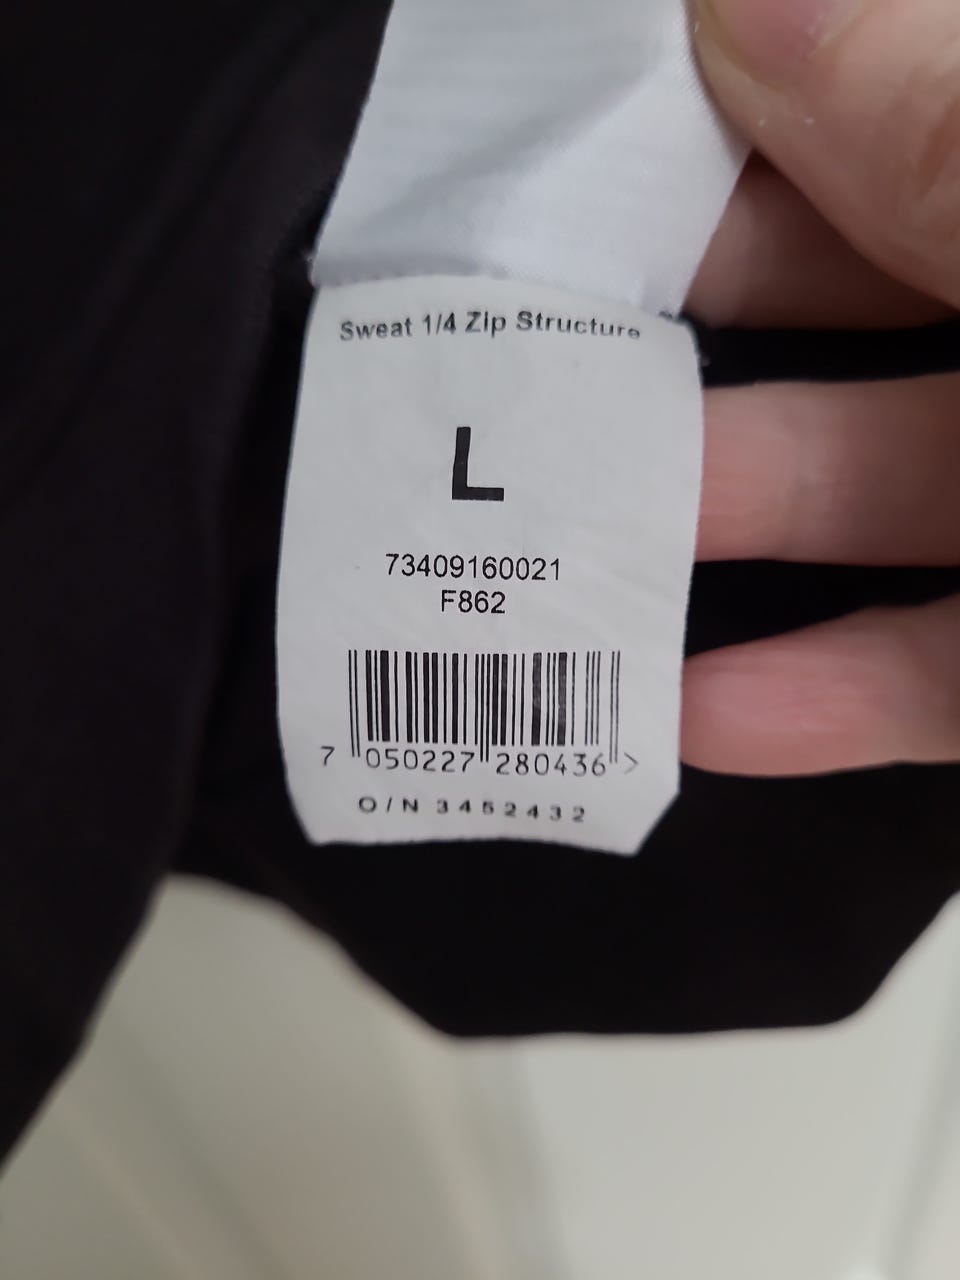 Sweat 1/4 Zip Structure
L
73409160021
F862
7 050227 280436 >
O/N 3452432